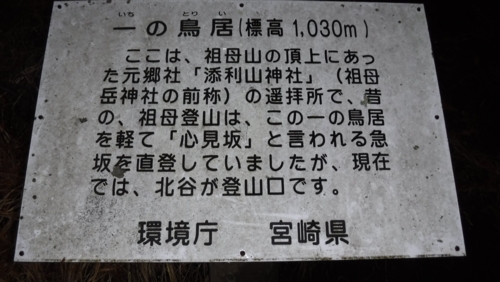 いち とり い
一の鳥居(標高1,030m)
ここは、祖母山の頂上にあっ
た元郷社「添利山神社」(祖母
岳神社の前称)の遥拝所で、昔
の、祖母登山は、この一の鳥居
を軽て「心見坂」と言われる急
坂を直登していましたが、現在
では、北谷が登山口です。
環境庁 宮崎県